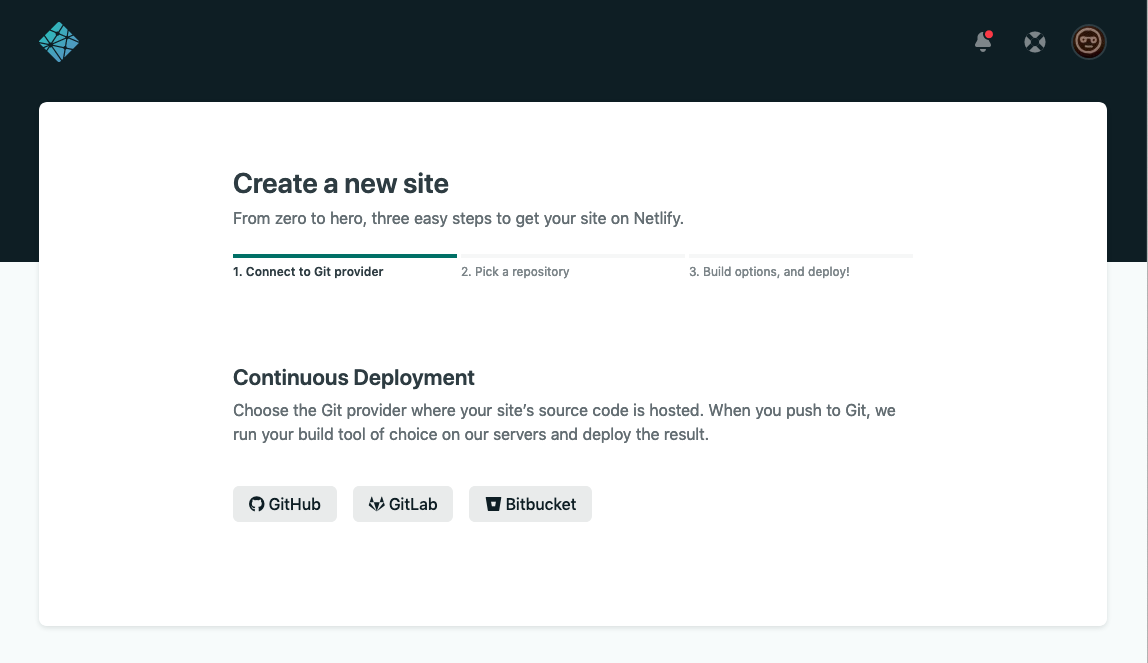 Create a new site
From zero to hero, three easy steps to get your site on Netlify.
1. Connect to Git provider
2. Pick a repository
3. Build options, and deploy!
Continuous Deployment
Choose the Git provider where your site’s source code is hosted. When you push to Git, we
run your build tool of choice on our servers and deploy the result.
GitHub
GitLab
Bitbucket